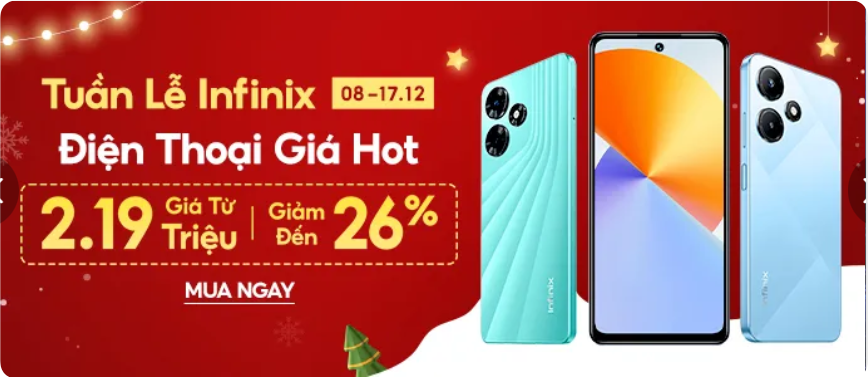 Tuần Lễ Infinix 08-17.12
Điện Thoại Giá Hot
2.19 Giá Từ Triệu Giảm Đến 26%
MUA NGAY
Infinix
Infinix